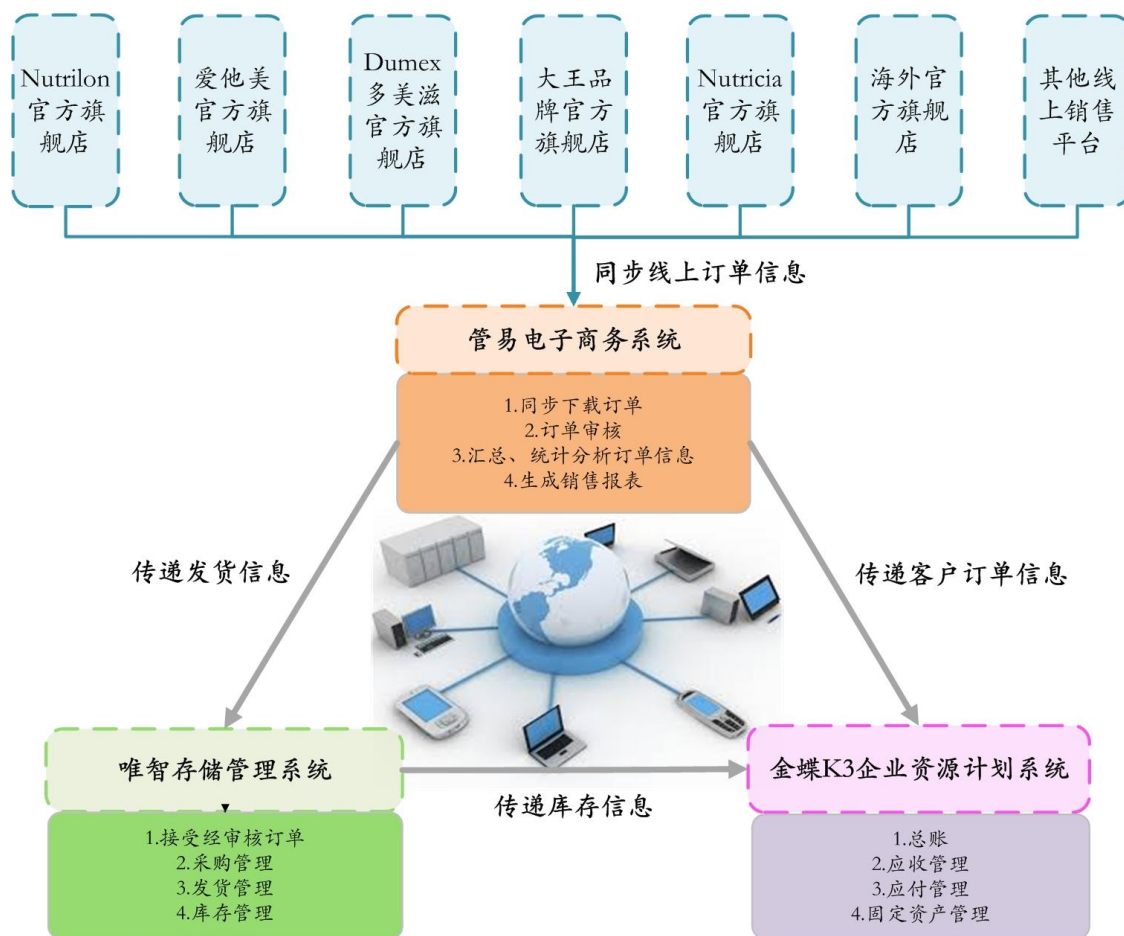 Nutrilon
官方旗
舰店
爱他美
官方旗
舰店
Dumex
多美滋
官方旗
舰店
大王品
牌官方
旗舰店
Nutricia
官方旗
舰店
海外官
方旗舰
店
其他线
上销售
平台
同步线上订单信息
管易电子商务系统
1.同步下载订单
2.订单审核
3.汇总、统计分析订单信息
4.生成销售报表
传递发货信息
传递客户订单信息
唯智存储管理系统
1.接受经审核订单
2.采购管理
3.发货管理
4.库存管理
传递库存信息
金蝶K3企业资源计划系统
1.总账
2.应收管理
3.应付管理
4.固定资产管理